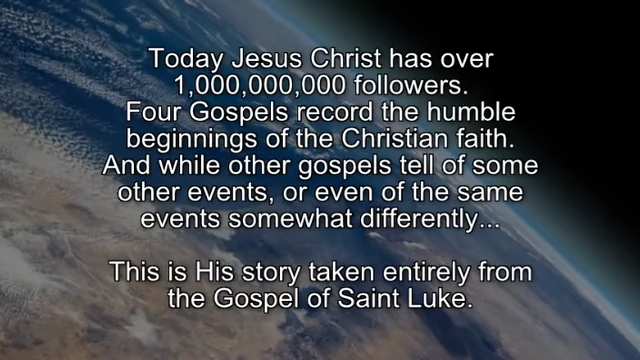 Today Jesus Christ has over
1,000,000,000 followers.
Four Gospels record the humble
beginnings of the Christian faith.
And while other gospels tell of some
other events, or even of the same
events somewhat differently...
This is His story taken entirely from
the Gospel of Saint Luke.